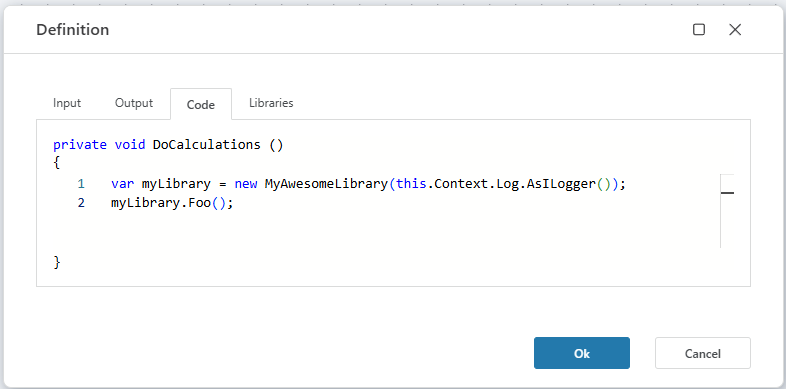 Definition
Input Output Code Libraries
private void DoCalculations ()
{
1 var myLibrary = new MyAwesomeLibrary(this.Context.Log.AsILogger());
2 myLibrary.Foo();
}
Ok Cancel